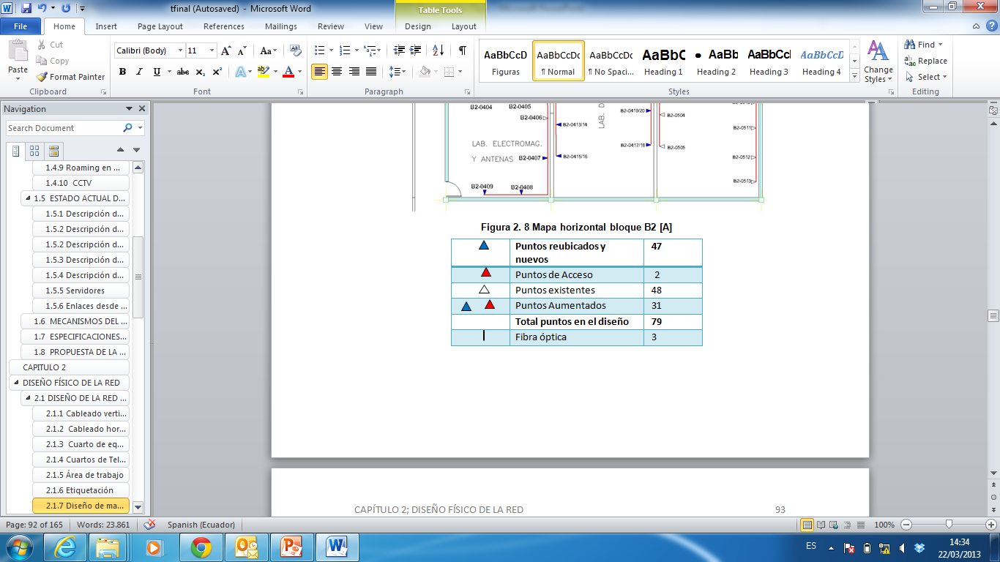 tfinal (Autosaved) - Microsoft Word
Table Tools
File
Home
Insert
Page Layout
References
Mailings
Review
View
Design
Layout
Paste
Cut
Copy
Format Painter
Clipboard
Calibri (Body)
11
Font
Paragraph
AaBbCcD
Figuras
AaBbCcDc
¶ Normal
AaBbCcDc
¶ No Spaci...
AaBbC
Heading 1
AaBb
Heading 2
AaBbCcl
Heading 3
AaBbCcD
Heading 4
Styles
Change
Styles
Find
Replace
Select
Editing
Navigation
Search Document
1.4.9 Roaming en ...
1.4.10 CCTV
1.5 ESTADO ACTUAL D...
1.5.1 Descripción d...
1.5.2 Descripción d...
1.5.2 Descripción d...
1.5.3 Descripción d...
1.5.4 Descripción d...
1.5.5 Servidores
1.5.6 Enlaces desde ...
1.6 MECANISMOS DEL ...
1.7 ESPECIFICACIONES...
1.8 PROPUESTA DE LA ...
CAPITULO 2
DISEÑO FÍSICO DE LA RED
2.1 DISEÑO DE LA RED ...
2.1.1 Cableado verti...
2.1.2 Cableado hor...
2.1.3 Cuarto de eq...
2.1.4 Cuartos de Tel...
2.1.5 Área de trabajo
2.1.6 Etiquetación
2.1.7 Diseño de ma...
B2-0404
B2-0405
B2-0406
LAB. ELECTROMAG.
Y ANTENAS
B2-0407
B2-0409
B2-0408
B2-0413/14
B2-0415/16
LAB. D
B2-0419/20
B2-0417/18
B2-0504
B2-0505
B2-0511
B2-0512
B2-0513
Figura 2. 8 Mapa horizontal bloque B2 [A]
Puntos reubicados y nuevos 47
Puntos de Acceso 2
Puntos existentes 48
Puntos Aumentados 31
Total puntos en el diseño 79
Fibra óptica 3
CAPÍTULO 2; DISEÑO FÍSICO DE LA RED 93
Page: 92 of 165
Words: 23.861
Spanish (Ecuador)
100%
ES
14:34
22/03/2013